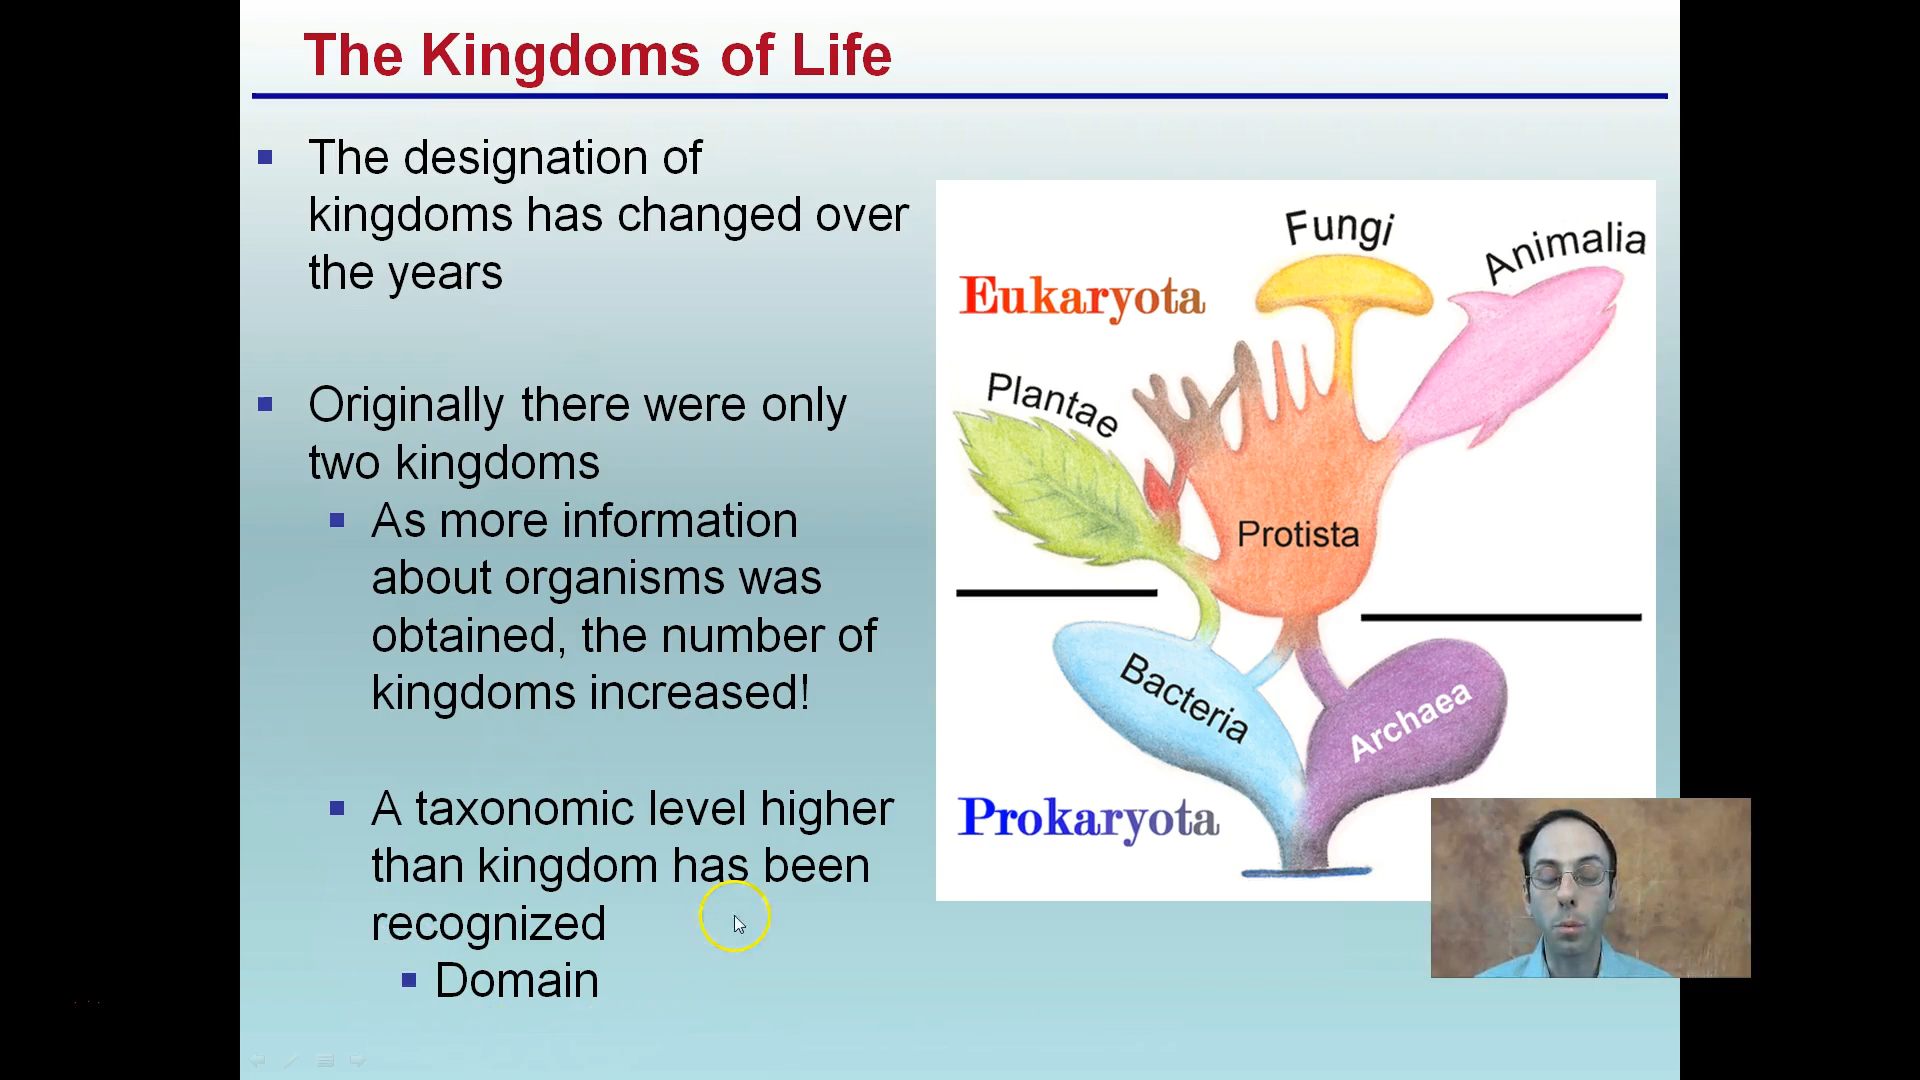 The Kingdoms of Life
The designation of
kingdoms has changed over
the years
Originally there were only
two kingdoms
As more information
about organisms was
obtained, the number of
kingdoms increased!
A taxonomic level higher
than kingdom has been
recognized
Domain
Fungi
Animalia
Eukaryota
Plantae
Protista
Bacteria
Archaea
Prokaryota